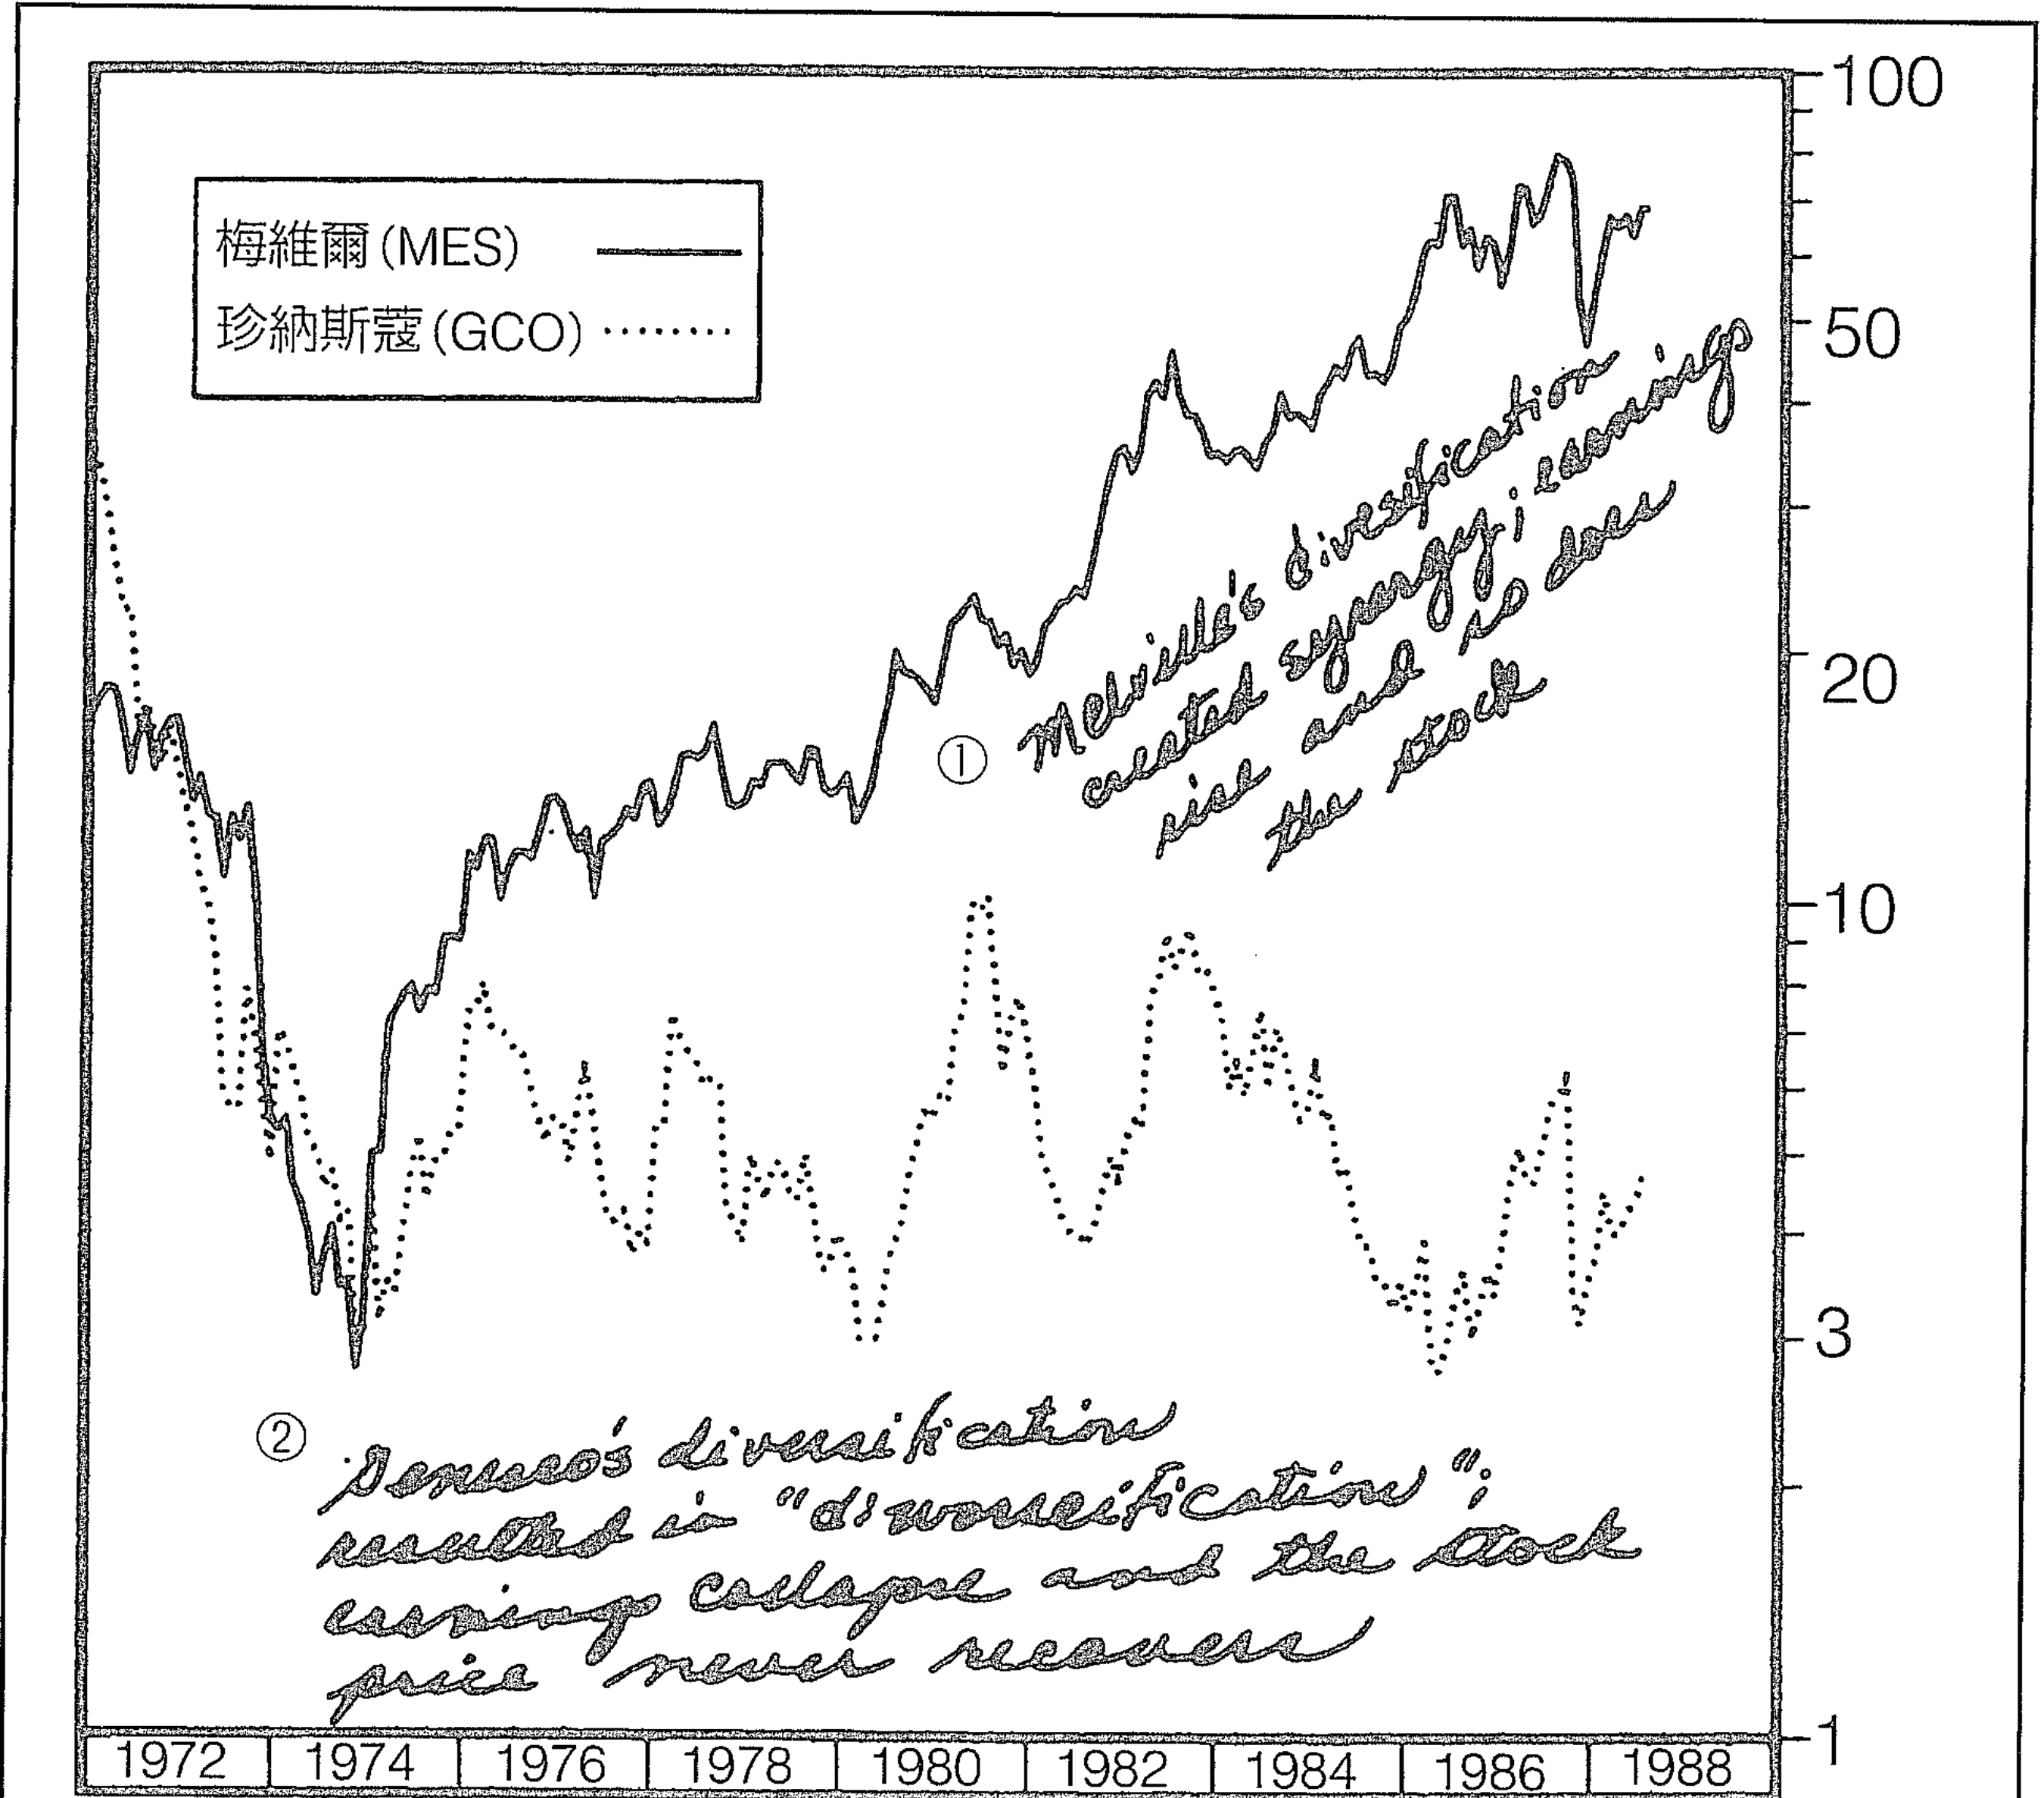 梅維爾(MES)
珍納斯蔻(GCO)
100
50
20
10
3
1
① Melville's diversification
created synergy; earnings
rise and so does
the stock
② Genesco's diversification
resulted in "diworseification";
earnings collapse and the stock
price never recovers
1972 1974 1976 1978 1980 1982 1984 1986 1988